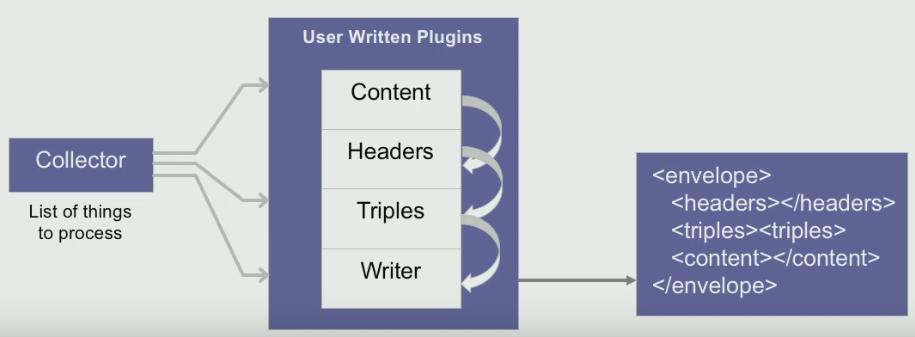 User Written Plugins
Collector
List of things
to process
Content
Headers
Triples
Writer
<envelope>
<headers></headers>
<triples><triples>
<content></content>
</envelope>